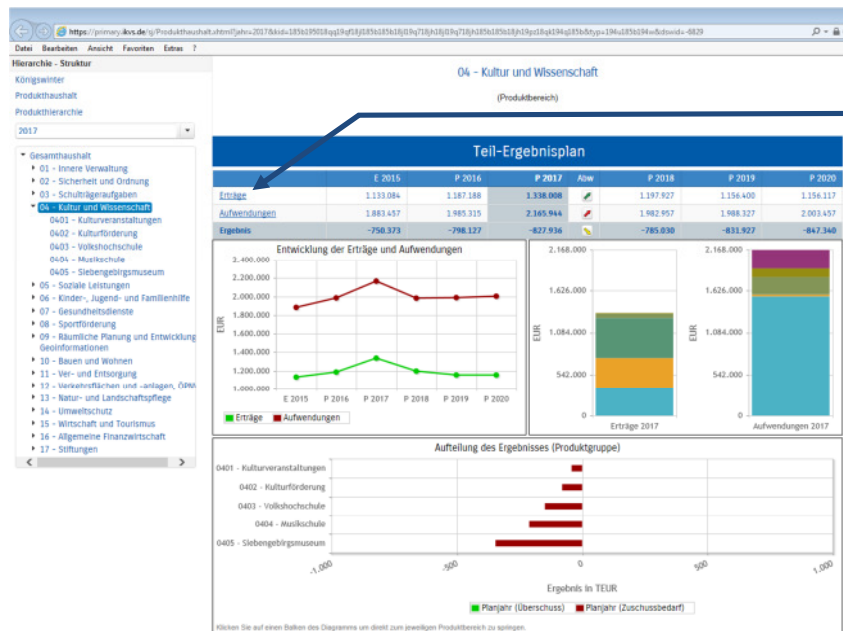 Datei Bearbeiten Ansicht Favoriten Extras ?
Hierarchie - Struktur
Königswinter
Produkthaushalt
Produkthierarchie
2017
Gesamthaushalt
01 - Innere Verwaltung
02 - Sicherheit und Ordnung
03 - Schulträgeraufgaben
04 - Kultur und Wissenschaft
0401 - Kulturveranstaltungen
0402 - Kulturförderung
0403 - Volkshochschule
0404 - Musikschule
0405 - Siebengebirgsmuseum
05 - Soziale Leistungen
06 - Kinder-, Jugend- und Familienhilfe
07 - Gesundheitsdienste
08 - Sportförderung
09 - Räumliche Planung und Entwicklung
Geoinformationen
10 - Bauen und Wohnen
11 - Ver- und Entsorgung
12 - Verkehrsflächen und -anlagen, ÖPN
13 - Natur- und Landschaftspflege
14 - Umweltschutz
15 - Wirtschaft und Tourismus
16 - Allgemeine Finanzwirtschaft
17 - Stiftungen
04 - Kultur und Wissenschaft
(Produktbereich)
Teil-Ergebnisplan
E 2015 P 2016 P 2017 Abw P 2018 P 2019 P 2020
Erträge 1.133.084 1.187.188 1.338.008 1.197.927 1.156.400 1.156.117
Aufwendungen 1.883.457 1.985.315 2.165.944 1.982.957 1.988.327 2.003.457
Ergebnis -750.373 -798.127 -827.936 -785.030 -831.927 -847.340
Entwicklung der Erträge und Aufwendungen
EUR
2.400.000
2.200.000
2.000.000
1.800.000
1.600.000
1.400.000
1.200.000
1.000.000
E 2015 P 2016 P 2017 P 2018 P 2019 P 2020
Erträge Aufwendungen
EUR
2.168.000
1.626.000
1.084.000
542.000
0
Erträge 2017
EUR
2.168.000
1.626.000
1.084.000
542.000
0
Aufwendungen 2017
Aufteilung des Ergebnisses (Produktgruppe)
0401 - Kulturveranstaltungen
0402 - Kulturförderung
0403 - Volkshochschule
0404 - Musikschule
0405 - Siebengebirgsmuseum
-1.000 -500 0 500 1.000
Ergebnis in TEUR
Planjahr (Überschuss) Planjahr (Zuschussbedarf)
Klicken Sie auf einen Balken des Diagramms um direkt zum jeweiligen Produktbereich zu springen.